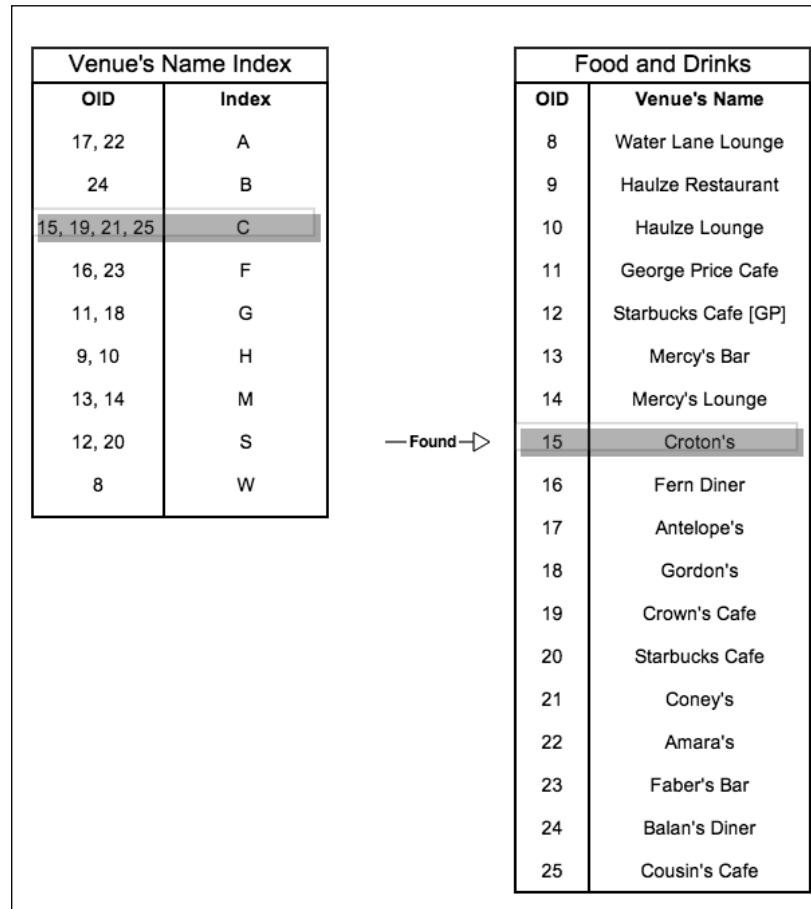 Venue's Name Index
OID Index
17, 22 A
24 B
15, 19, 21, 25 C
16, 23 F
11, 18 G
9, 10 H
13, 14 M
12, 20 S
8 W
Found
Food and Drinks
OID Venue's Name
8 Water Lane Lounge
9 Haulze Restaurant
10 Haulze Lounge
11 George Price Cafe
12 Starbucks Cafe [GP]
13 Mercy's Bar
14 Mercy's Lounge
15 Croton's
16 Fern Diner
17 Antelope's
18 Gordon's
19 Crown's Cafe
20 Starbucks Cafe
21 Coney's
22 Amara's
23 Faber's Bar
24 Balan's Diner
25 Cousin's Cafe